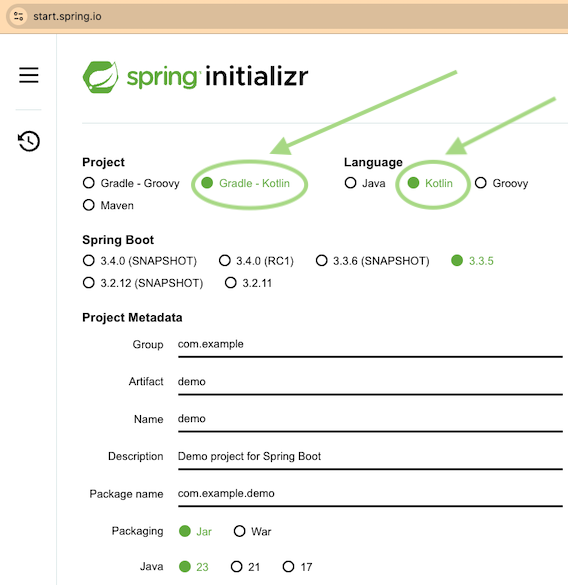 start.spring.io
spring initializr
Project
Language
Gradle - Groovy Gradle - Kotlin Java Kotlin Groovy
Maven
Spring Boot
3.4.0 (SNAPSHOT) 3.4.0 (RC1) 3.3.6 (SNAPSHOT) 3.3.5
3.2.12 (SNAPSHOT) 3.2.11
Project Metadata
Group com.example
Artifact demo
Name demo
Description Demo project for Spring Boot
Package name com.example.demo
Packaging Jar War
Java 23 21 17